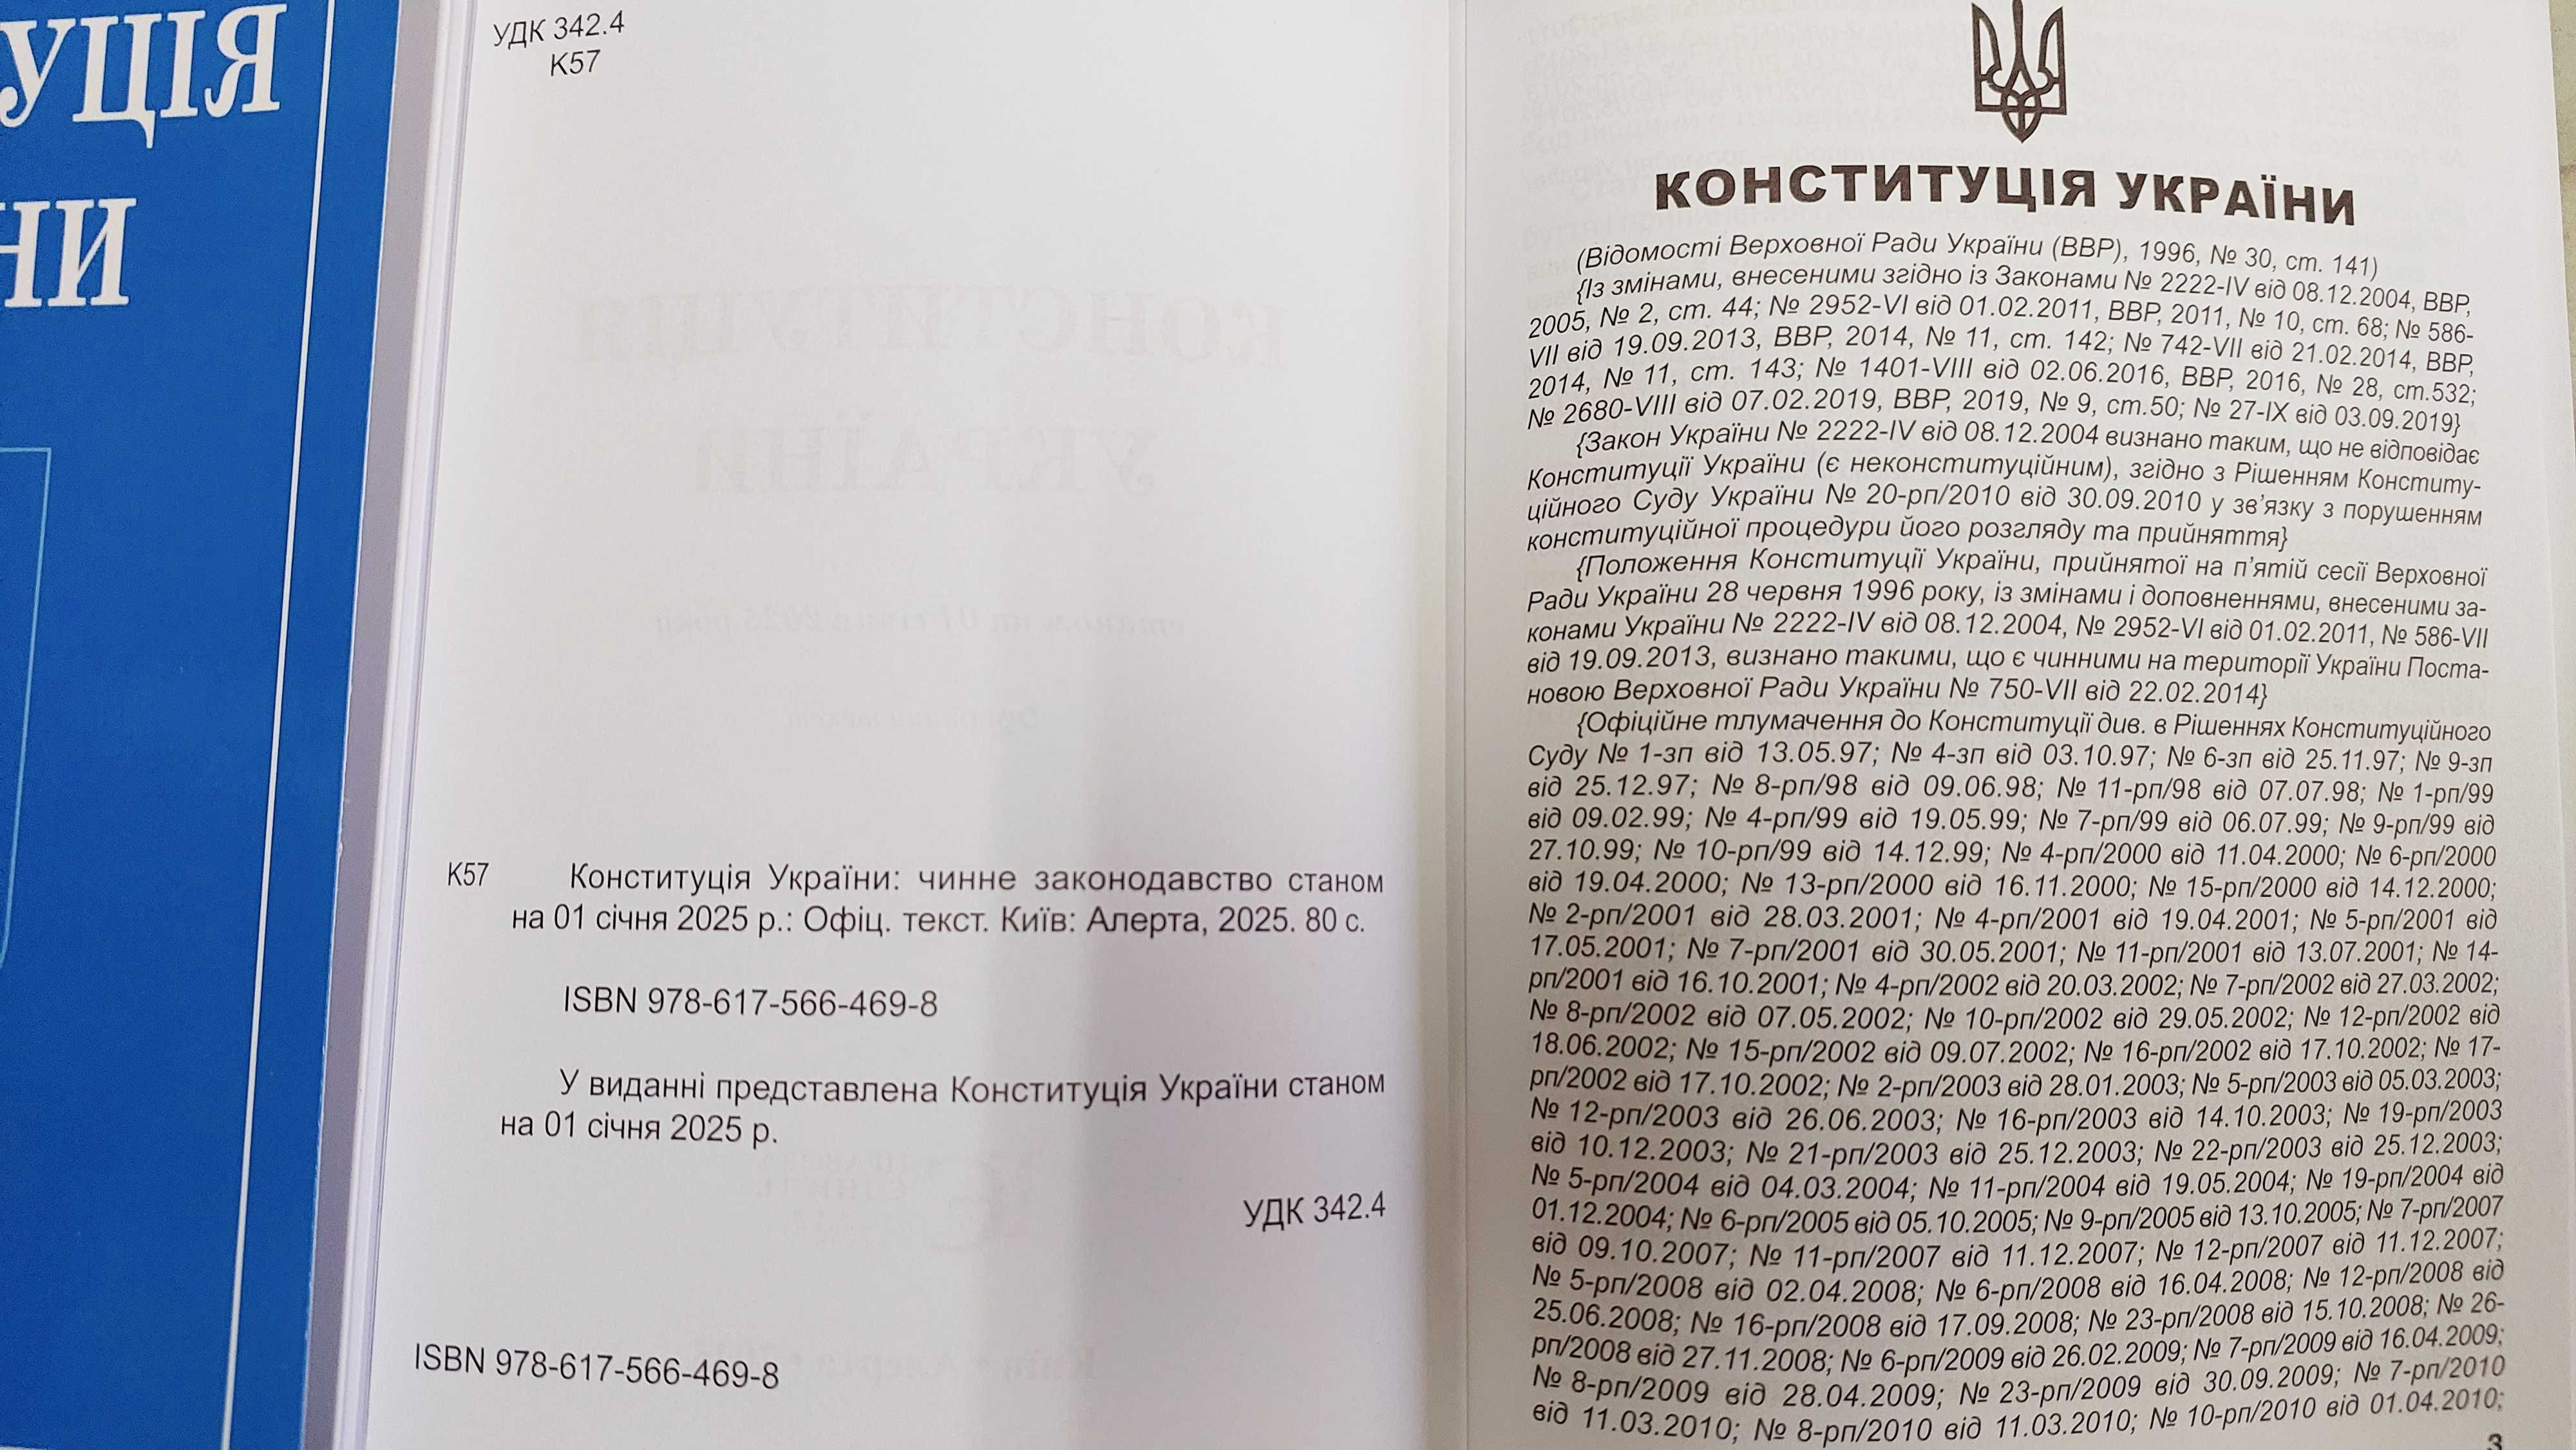 УЦІЯ
НИ
УДК 342.4
К57
К57 Конституція України: чинне законодавство станом
на 01 січня 2025 р.: Офіц. текст. Київ: Алерта, 2025. 80 с.
ISBN 978-617-566-469-8
У виданні представлена Конституція України станом
на 01 січня 2025 р.
УДК 342.4
ISBN 978-617-566-469-8
КОНСТИТУЦІЯ УКРАЇНИ
(Відомості Верховної Ради України (ВВР), 1996, № 30, ст. 141)
{Із змінами, внесеними згідно із Законами № 2222-IV від 08.12.2004, ВВР,
2005, № 2, ст. 44; № 2952-VI від 01.02.2011, ВВР, 2011, № 10, ст. 68; № 586-
VII від 19.09.2013, ВВР, 2014, № 11, ст. 142; № 742-VII від 21.02.2014, ВВР,
2014, № 11, ст. 143; № 1401-VIII від 02.06.2016, ВВР, 2016, № 28, ст.532;
№ 2680-VIII від 07.02.2019, ВВР, 2019, № 9, ст.50; № 27-IX від 03.09.2019}
{Закон України № 2222-IV від 08.12.2004 визнано таким, що не відповідає
Конституції України (є неконституційним), згідно з Рішенням Конститу-
ційного Суду України № 20-рп/2010 від 30.09.2010 у зв’язку з порушенням
конституційної процедури його розгляду та прийняття}
{Положення Конституції України, прийнятої на п’ятій сесії Верховної
Ради України 28 червня 1996 року, із змінами і доповненнями, внесеними за-
конами України № 2222-IV від 08.12.2004, № 2952-VI від 01.02.2011, № 586-VII
від 19.09.2013, визнано такими, що є чинними на території України Поста-
новою Верховної Ради України № 750-VII від 22.02.2014}
{Офіційне тлумачення до Конституції див. в Рішеннях Конституційного
Суду № 1-зп від 13.05.97; № 4-зп від 03.10.97; № 6-зп від 25.11.97; № 9-зп
від 25.12.97; № 8-рп/98 від 09.06.98; № 11-рп/98 від 07.07.98; № 1-рп/99
від 09.02.99; № 4-рп/99 від 19.05.99; № 7-рп/99 від 06.07.99; № 9-рп/99 від
27.10.99; № 10-рп/99 від 14.12.99; № 4-рп/2000 від 11.04.2000; № 6-рп/2000
від 19.04.2000; № 13-рп/2000 від 16.11.2000; № 15-рп/2000 від 14.12.2000;
№ 2-рп/2001 від 28.03.2001; № 4-рп/2001 від 19.04.2001; № 5-рп/2001 від
17.05.2001; № 7-рп/2001 від 30.05.2001; № 11-рп/2001 від 13.07.2001; № 14-
рп/2001 від 16.10.2001; № 4-рп/2002 від 20.03.2002; № 7-рп/2002 від 27.03.2002;
№ 8-рп/2002 від 07.05.2002; № 10-рп/2002 від 29.05.2002; № 12-рп/2002 від
18.06.2002; № 15-рп/2002 від 09.07.2002; № 16-рп/2002 від 17.10.2002; № 17-
рп/2002 від 17.10.2002; № 2-рп/2003 від 28.01.2003; № 5-рп/2003 від 05.03.2003;
№ 12-рп/2003 від 26.06.2003; № 16-рп/2003 від 14.10.2003; № 19-рп/2003
від 10.12.2003; № 21-рп/2003 від 25.12.2003; № 22-рп/2003 від 25.12.2003;
№ 5-рп/2004 від 04.03.2004; № 11-рп/2004 від 19.05.2004; № 19-рп/2004 від
01.12.2004; № 6-рп/2005 від 05.10.2005; № 9-рп/2005 від 13.10.2005; № 7-рп/2007
від 09.10.2007; № 11-рп/2007 від 11.12.2007; № 12-рп/2007 від 11.12.2007;
№ 5-рп/2008 від 02.04.2008; № 6-рп/2008 від 16.04.2008; № 12-рп/2008 від
25.06.2008; № 16-рп/2008 від 17.09.2008; № 23-рп/2008 від 15.10.2008; № 26-
рп/2008 від 27.11.2008; № 6-рп/2009 від 26.02.2009; № 7-рп/2009 від 16.04.2009;
№ 8-рп/2009 від 28.04.2009; № 23-рп/2009 від 30.09.2009; № 7-рп/2010
від 11.03.2010; № 8-рп/2010 від 11.03.2010; № 10-рп/2010 від 01.04.2010;
3